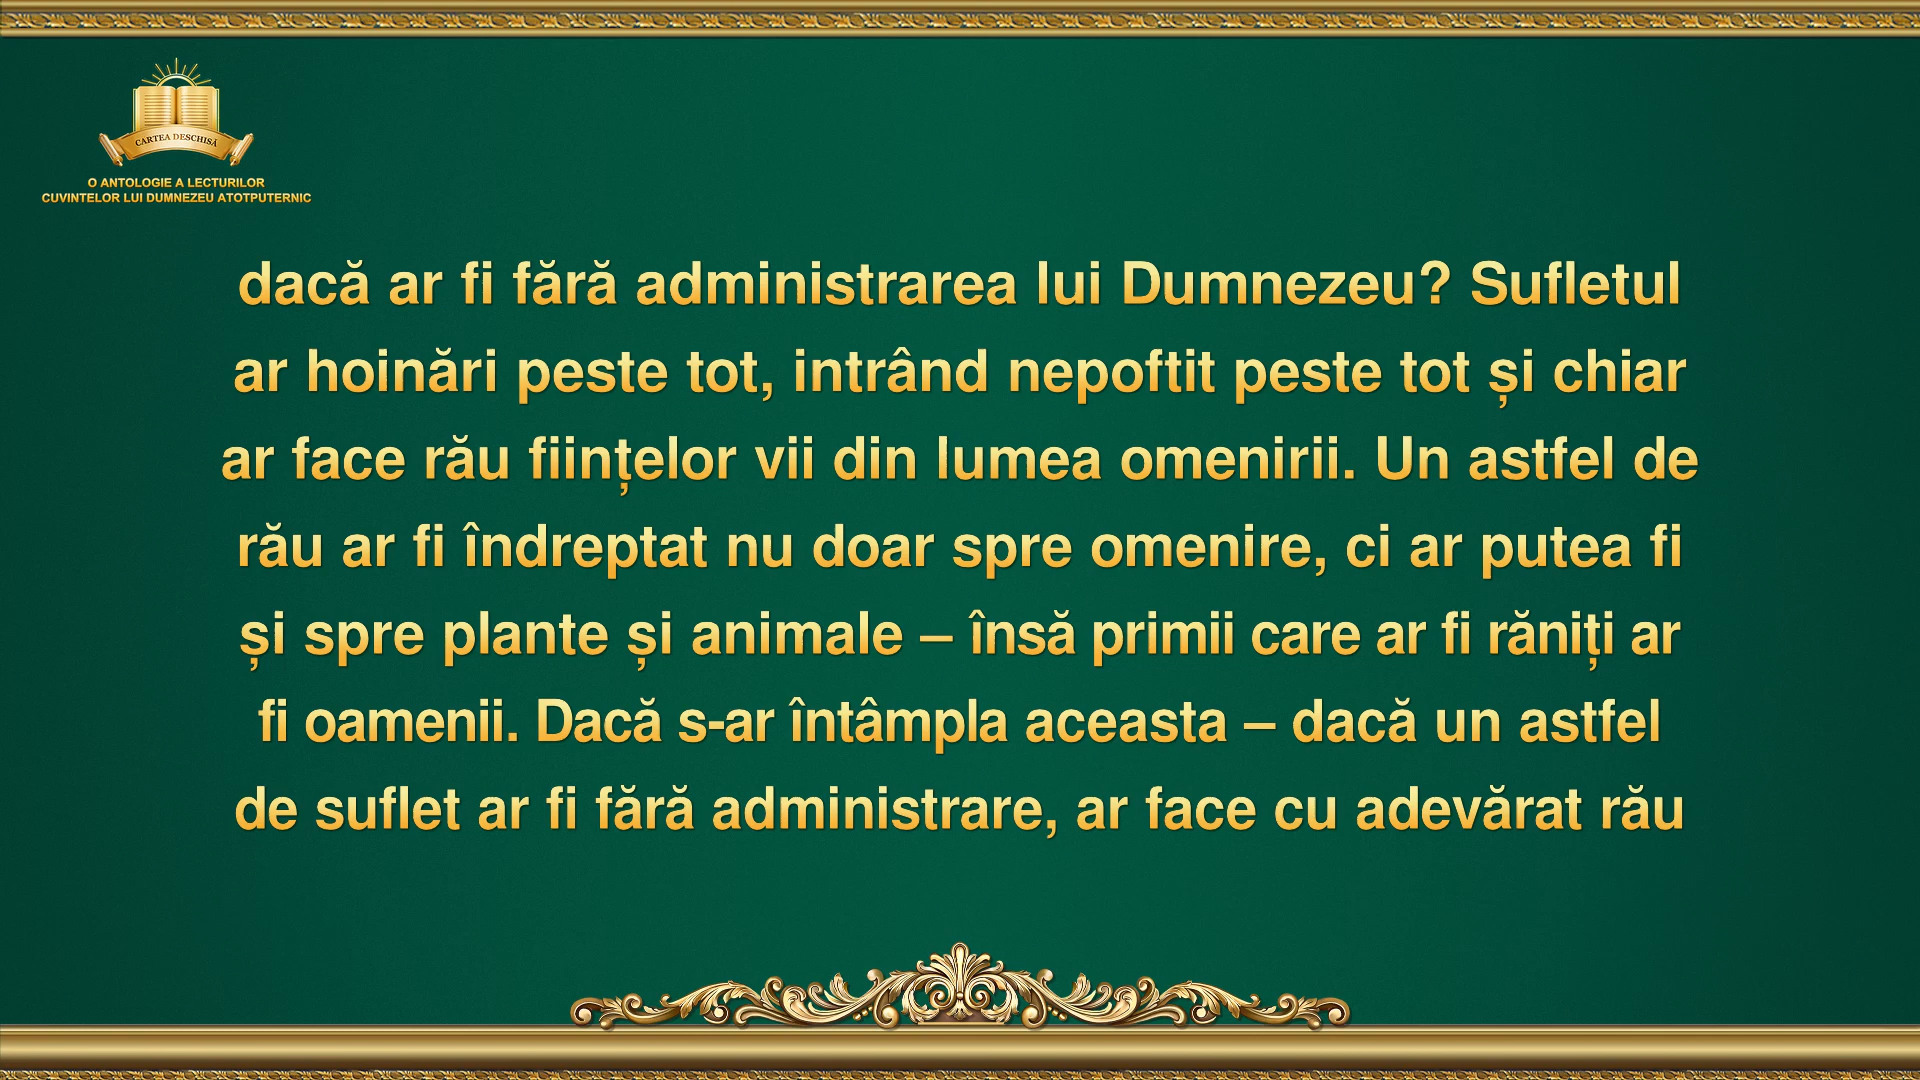 CARTEA DESCHISĂ
O ANTOLOGIE A LECTURILOR
CUVINTELOR LUI DUMNEZEU ATOTPUTERNIC
dacă ar fi fără administrarea lui Dumnezeu? Sufletul
ar hoinări peste tot, intrând nepoftit peste tot și chiar
ar face rău ființelor vii din lumea omenirii. Un astfel de
rău ar fi îndreptat nu doar spre omenire, ci ar putea fi
și spre plante și animale – însă primii care ar fi răniți ar
fi oamenii. Dacă s-ar întâmpla aceasta – dacă un astfel
de suflet ar fi fără administrare, ar face cu adevărat rău